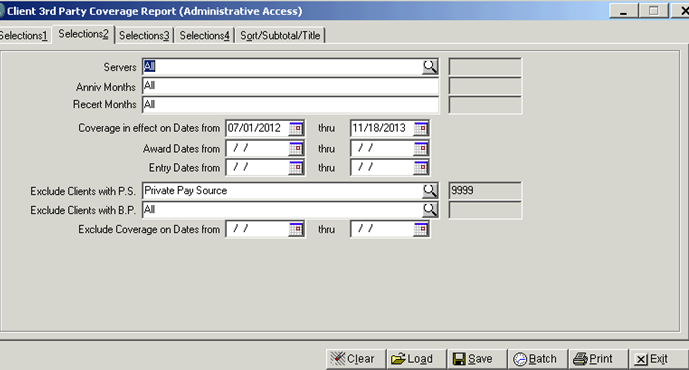 Client 3rd Party Coverage Report (Administrative Access)
Selections1 Selections2 Selections3 Selections4 Sort/Subtotal/Title
Servers All
Anniv Months All
Recert Months All
Coverage in effect on Dates from 07/01/2012 thru 11/18/2013
Award Dates from / / thru / /
Entry Dates from / / thru / /
Exclude Clients with P.S. Private Pay Source 9999
Exclude Clients with B.P. All
Exclude Coverage on Dates from / / thru / /
Clear Load Save Batch Print Exit